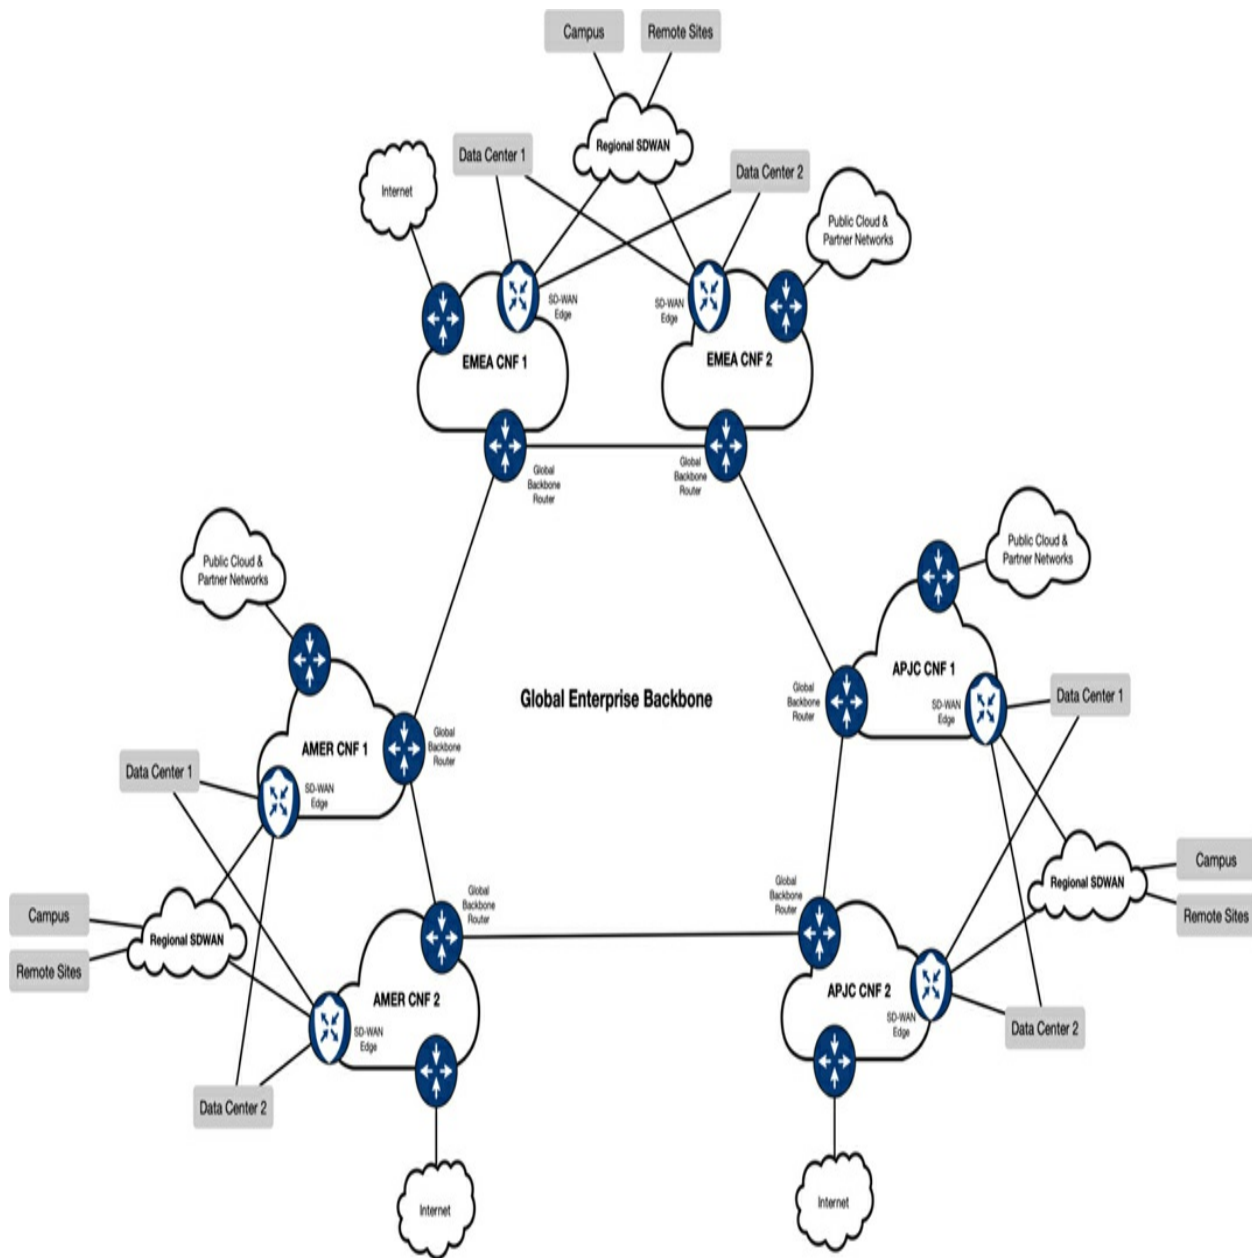 Campus
Remote Sites
Regional SDWAN
Data Center 1
Data Center 2
Internet
Public Cloud &
Partner Networks
SD-WAN
Edge
SD-WAN
Edge
EMEA CNF 1
EMEA CNF 2
Global
Backbone
Router
Global
Backbone
Router
Public Cloud &
Partner Networks
Public Cloud &
Partner Networks
APJC CNF 1
Global
Backbone
Router
SD-WAN
Edge
Data Center 1
Global Enterprise Backbone
AMER CNF 1
Global
Backbone
Router
Data Center 1
SD-WAN
Edge
Campus
Remote Sites
Regional SDWAN
Global
Backbone
Router
Global
Backbone
Router
Regional SDWAN
Campus
Remote Sites
AMER CNF 2
SD-WAN
Edge
APJC CNF 2
SD-WAN
Edge
Data Center 2
Data Center 2
Internet
Internet